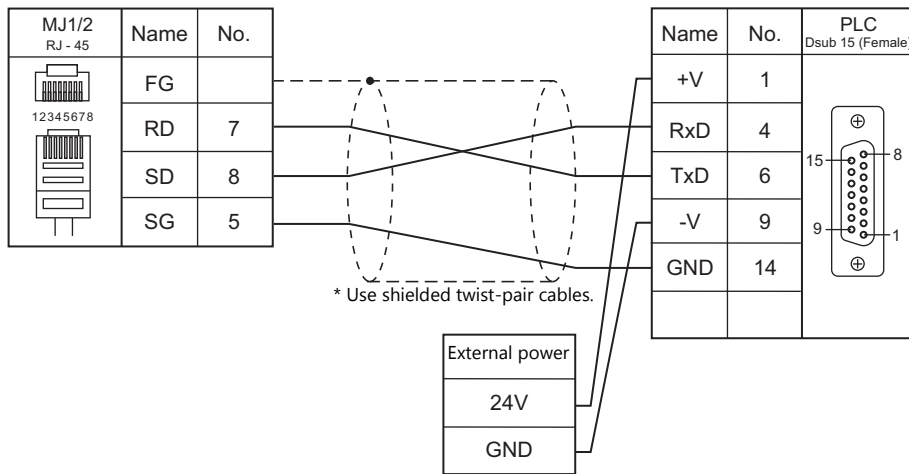 MJ1/2
RJ - 45
Name
No.
12345678
FG
RD
7
SD
8
SG
5
* Use shielded twist-pair cables.
External power
24V
GND
Name
No.
PLC
Dsub 15 (Female)
+V
1
RxD
4
TxD
6
-V
9
GND
14
15
8
9
1